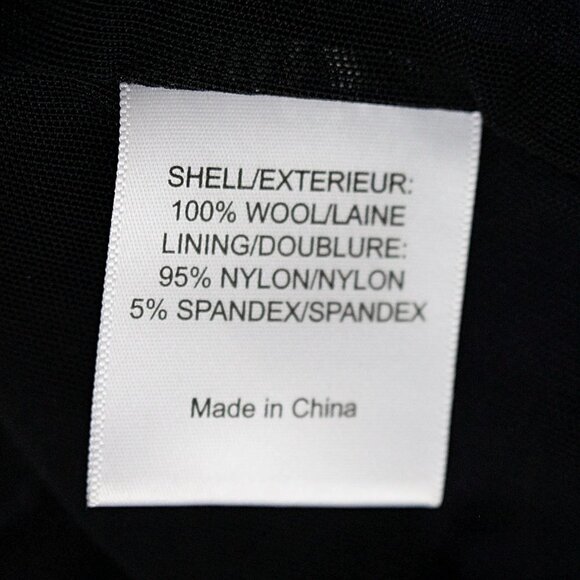 SHELL/EXTERIEUR:
100% WOOL/LAINE
LINING/DOUBLURE:
95% NYLON/NYLON
5% SPANDEX/SPANDEX
Made in China